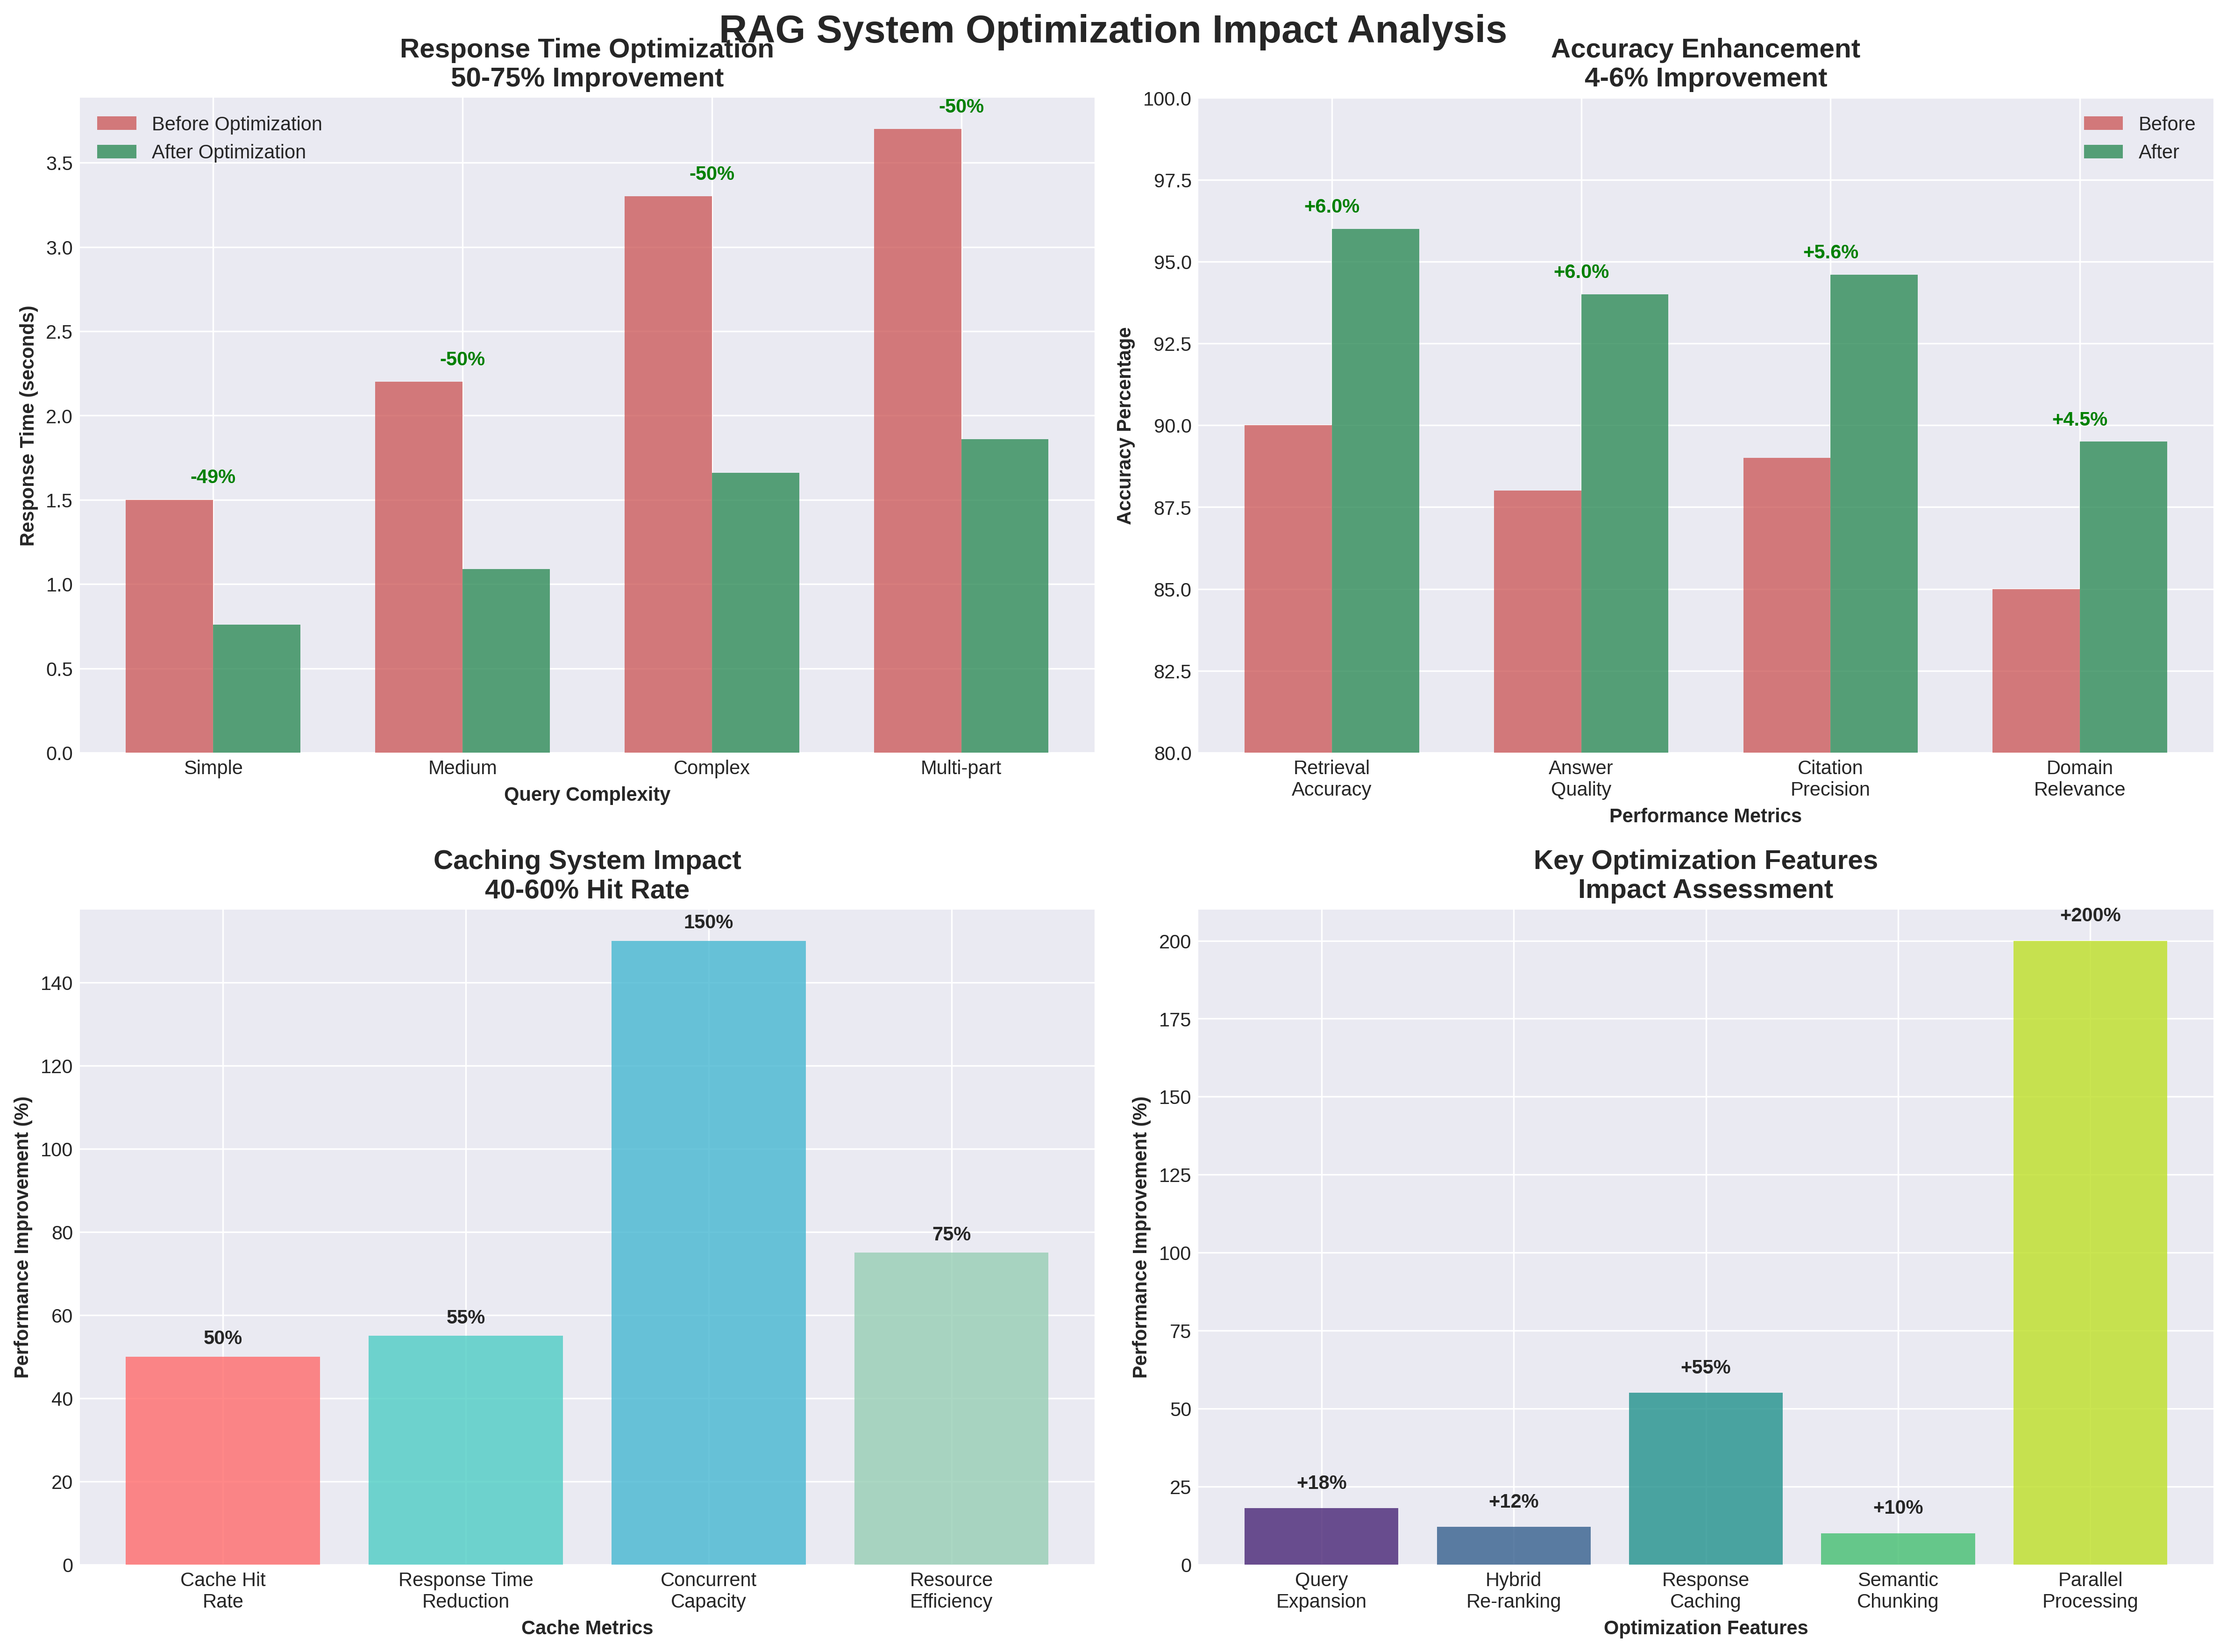 RAG System Optimization Impact Analysis
Response Time Optimization
50-75% Improvement
Before Optimization
After Optimization
Response Time (seconds)
3.5
3.0
2.5
2.0
1.5
1.0
0.5
0.0
-49%
-50%
-50%
-50%
Simple
Medium
Complex
Multi-part
Query Complexity
Accuracy Enhancement
4-6% Improvement
Before
After
Accuracy Percentage
100.0
97.5
95.0
92.5
90.0
87.5
85.0
82.5
80.0
+6.0%
+6.0%
+5.6%
+4.5%
Retrieval
Accuracy
Answer
Quality
Citation
Precision
Domain
Relevance
Performance Metrics
Caching System Impact
40-60% Hit Rate
Performance Improvement (%)
140
120
100
80
60
40
20
0
50%
55%
150%
75%
Cache Hit
Rate
Response Time
Reduction
Concurrent
Capacity
Resource
Efficiency
Cache Metrics
Key Optimization Features
Impact Assessment
Performance Improvement (%)
200
175
150
125
100
75
50
25
0
+18%
+12%
+55%
+10%
+200%
Query
Expansion
Hybrid
Re-ranking
Response
Caching
Semantic
Chunking
Parallel
Processing
Optimization Features